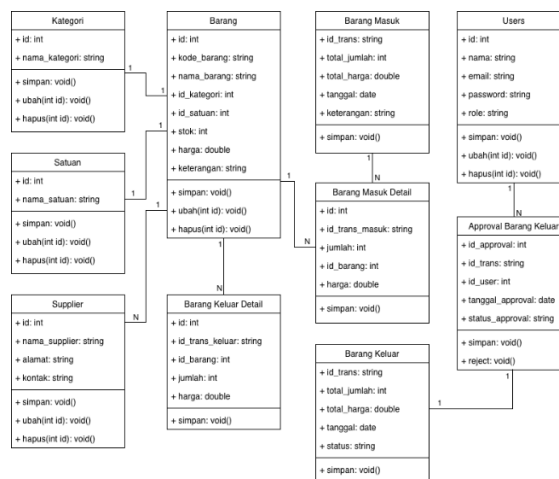 Kategori
+ id: int
+ nama_kategori: string
+ simpan: void()
+ ubah(int id): void()
+ hapus(int id): void()
1
1
Barang
+ id: int
+ kode_barang: string
+ nama_barang: string
+ id_kategori: int
+ id_satuan: int
+ stok: int
+ harga: double
+ keterangan: string
+ simpan: void()
+ ubah(int id): void()
+ hapus(int id): void()
1
1
1
1
Barang Masuk
+ id_trans: string
+ total_jumlah: int
+ total_harga: double
+ tanggal: date
+ keterangan: string
+ simpan: void()
1
N
Users
+ id: int
+ nama: string
+ email: string
+ password: string
+ role: string
+ simpan: void()
+ ubah(int id): void()
+ hapus(int id): void()
1
N
Satuan
+ id: int
+ nama_satuan: string
+ simpan: void()
+ ubah(int id): void()
+ hapus(int id): void()
1
Barang Masuk Detail
+ id: int
+ id_trans_masuk: string
+ jumlah: int
+ id_barang: int
+ harga: double
+ simpan: void()
N
Approval Barang Keluar
+ id_approval: int
+ id_trans: string
+ id_user: int
+ tanggal_approval: date
+ status_approval: string
+ simpan: void()
+ reject: void()
1
Supplier
+ id: int
+ nama_supplier: string
+ alamat: string
+ kontak: string
+ simpan: void()
+ ubah(int id): void()
+ hapus(int id): void()
N
N
Barang Keluar Detail
+ id: int
+ id_trans_keluar: string
+ id_barang: int
+ jumlah: int
+ harga: double
+ simpan: void()
Barang Keluar
+ id_trans: string
+ total_jumlah: int
+ total_harga: double
+ tanggal: date
+ status: string
+ simpan: void()
1